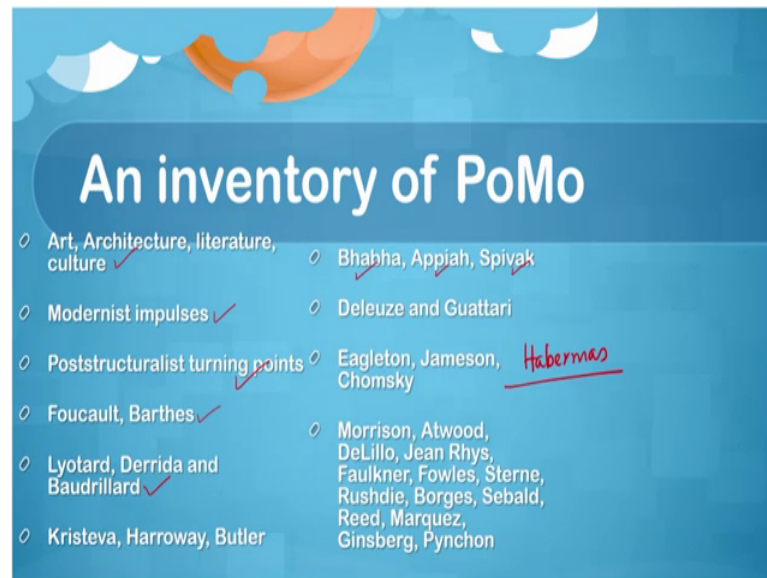 An inventory of PoMo
Art, Architecture, literature,
culture
Modernist impulses
Poststructuralist turning points
Foucault, Barthes
Lyotard, Derrida and
Baudrillard
Kristeva, Harroway, Butler
Bhabha, Appiah, Spivak
Deleuze and Guattari
Eagleton, Jameson, Habermas
Chomsky
Morrison, Atwood,
DeLillo, Jean Rhys,
Faulkner, Fowles, Sterne,
Rushdie, Borges, Sebald,
Reed, Marquez,
Ginsberg, Pynchon